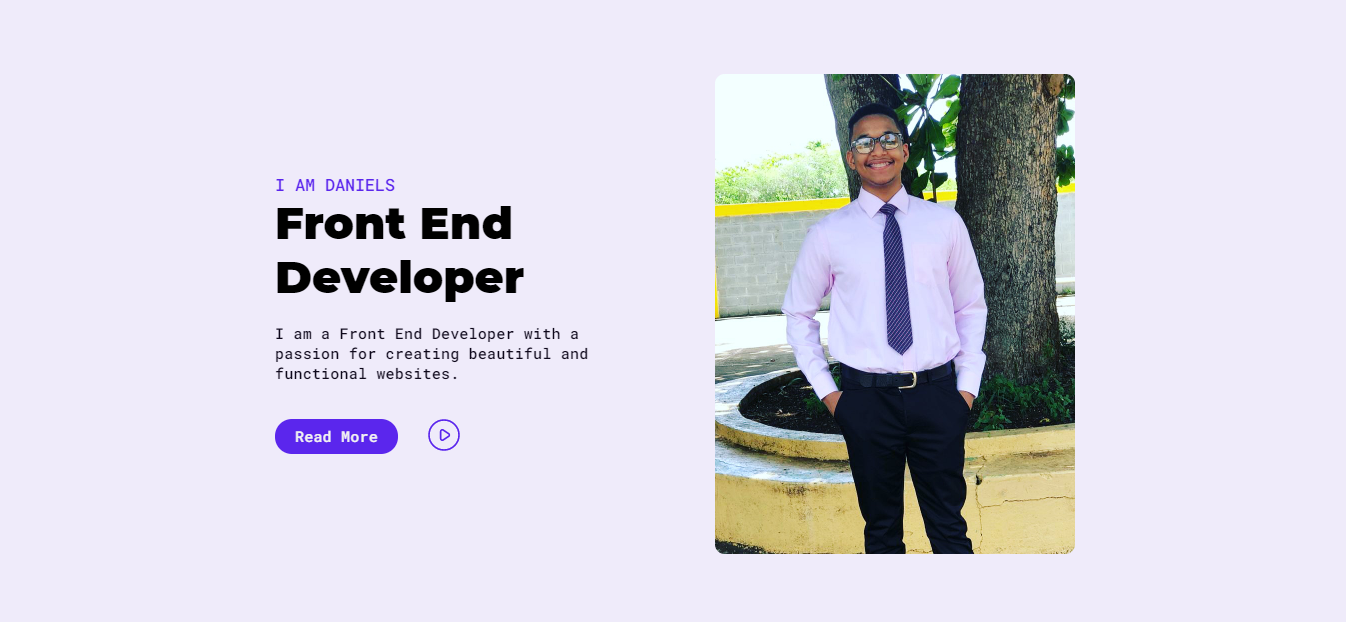 I AM DANIELS
Front End
Developer
I am a Front End Developer with a
passion for creating beautiful and
functional websites.
Read More